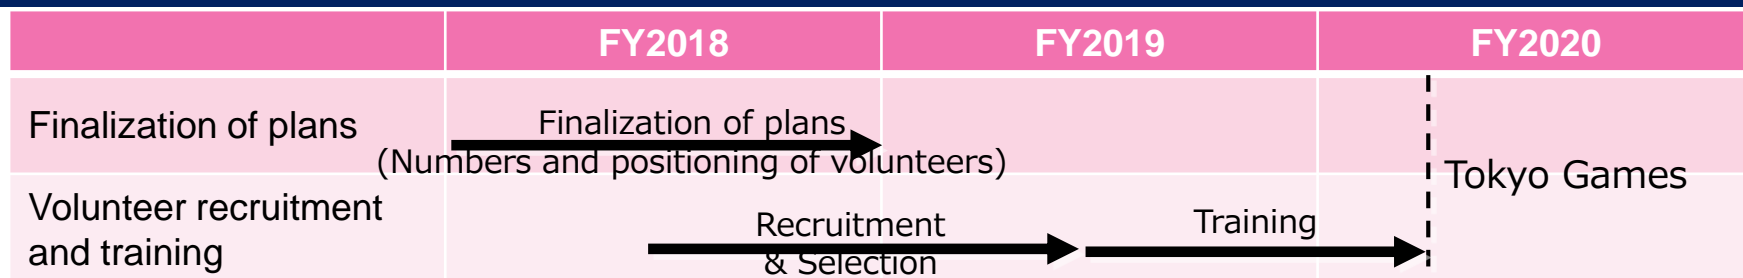 FY2018 FY2019 FY2020
Finalization of plans
Finalization of plans
(Numbers and positioning of volunteers)
Tokyo Games
Volunteer recruitment
and training
Recruitment
& Selection
Training